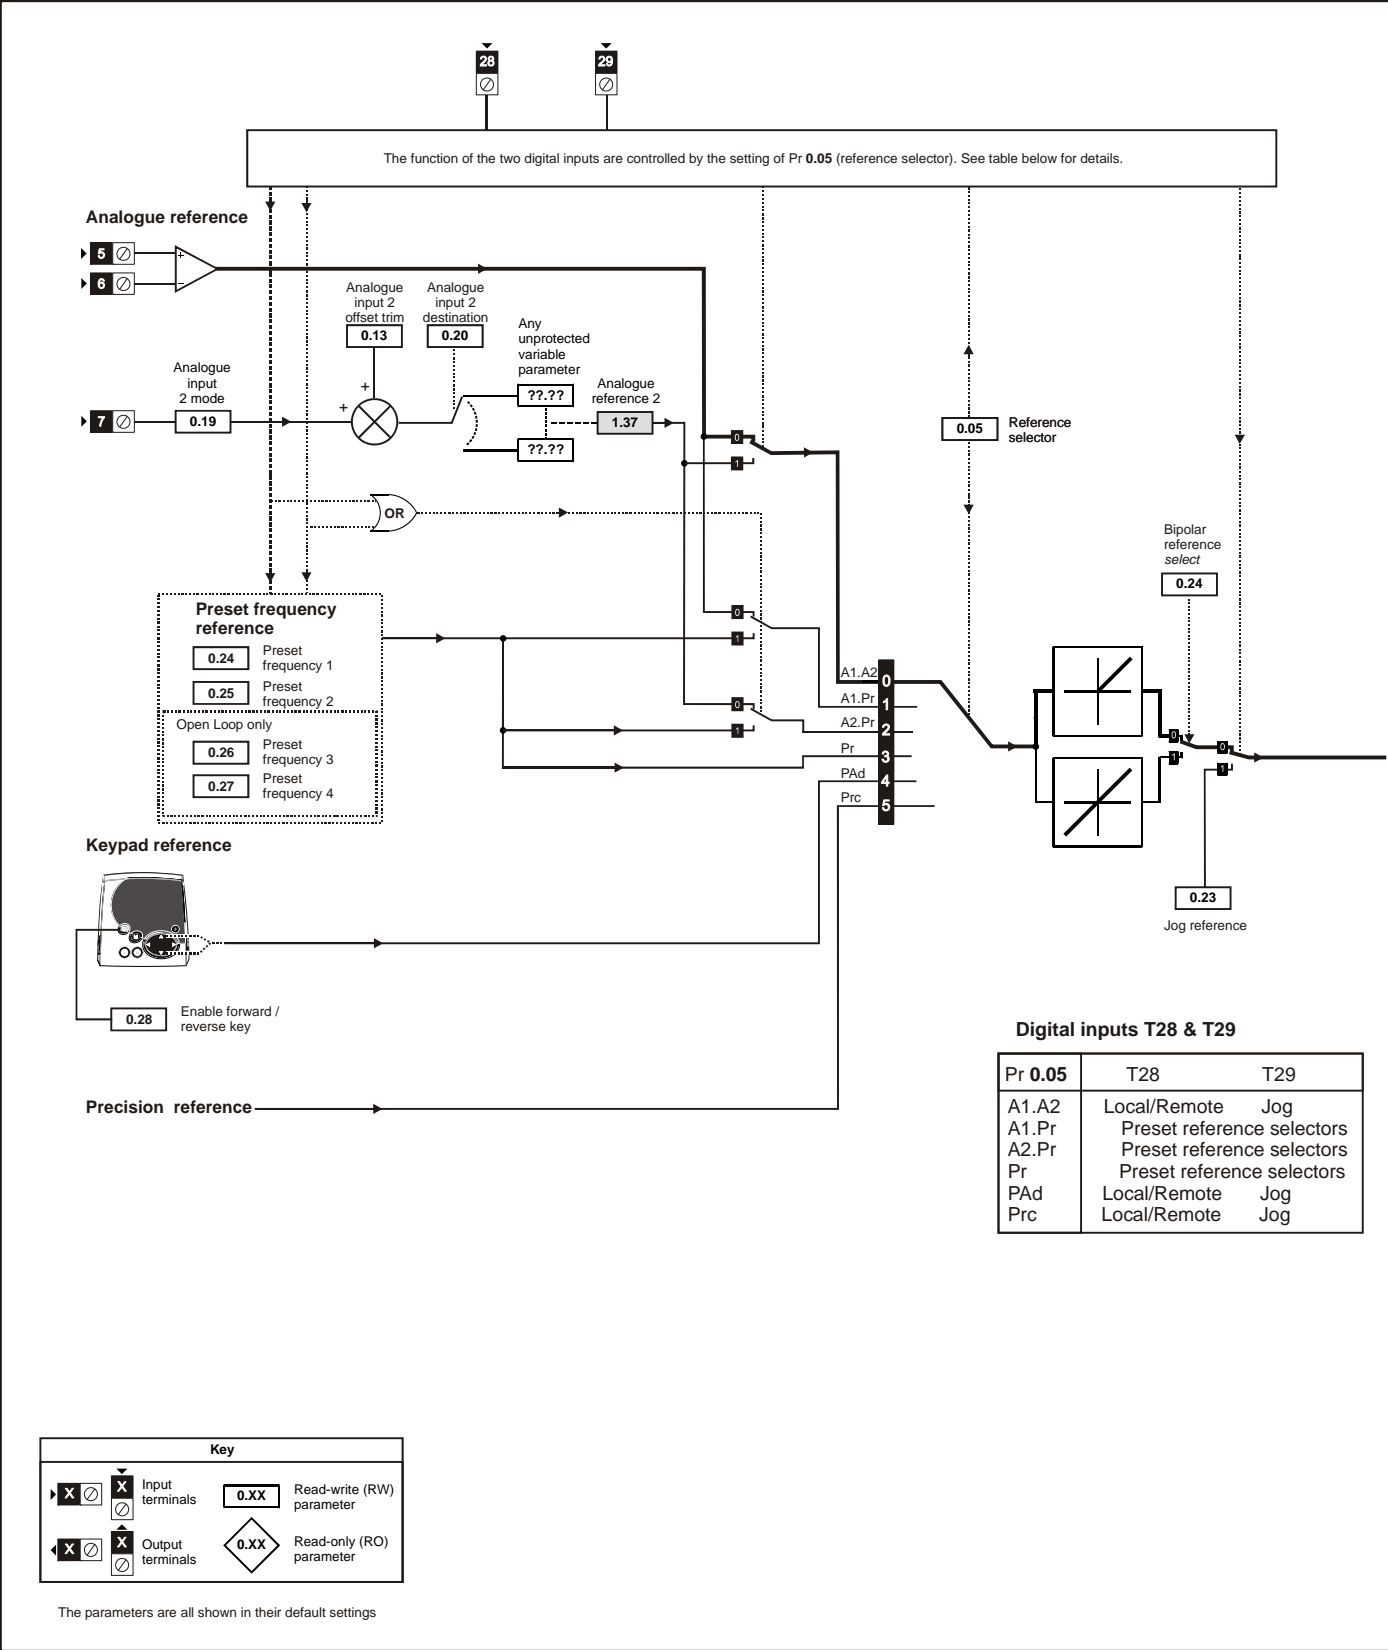 28
29
The function of the two digital inputs are controlled by the setting of Pr 0.05 (reference selector). See table below for details.
Analogue reference
5
+
6
−
Analogue
input 2
offset trim
0.13
Analogue
input 2
destination
0.20
Any
unprotected
variable
parameter
??.??
??.??
Analogue
input
2 mode
7
0.19
+
+
Analogue
reference 2
1.37
0
1
0.05
Reference
selector
OR
Bipolar
reference
select
0.24
Preset frequency
reference
0.24
Preset
frequency 1
0.25
Preset
frequency 2
Open Loop only
0.26
Preset
frequency 3
0.27
Preset
frequency 4
0
1
0
1
A1.A2
0
A1.Pr
1
A2.Pr
2
Pr
3
PAd
4
Prc
5
0
1
0
1
0.23
Jog reference
Keypad reference
0.28
Enable forward /
reverse key
Precision reference
Digital inputs T28 & T29
Pr 0.05 T28 T29
A1.A2 Local/Remote Jog
A1.Pr Preset reference selectors
A2.Pr Preset reference selectors
Pr Preset reference selectors
PAd Local/Remote Jog
Prc Local/Remote Jog
Key
X
X
Input
terminals
0.XX
Read-write (RW)
parameter
X
X
Output
terminals
0.XX
Read-only (RO)
parameter
The parameters are all shown in their default settings